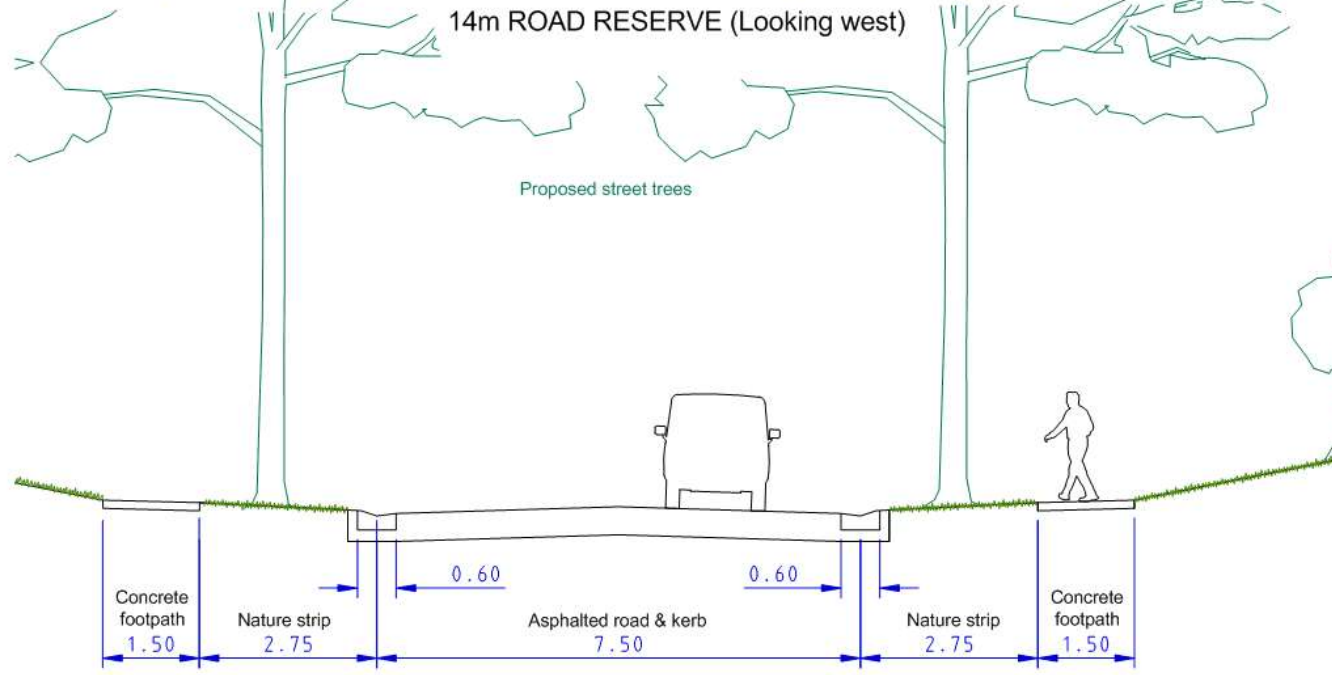 14m ROAD RESERVE (Looking west)
Proposed street trees
0.60
0.60
Concrete
footpath
1.50
Nature strip
2.75
Asphalted road & kerb
7.50
Nature strip
2.75
Concrete
footpath
1.50